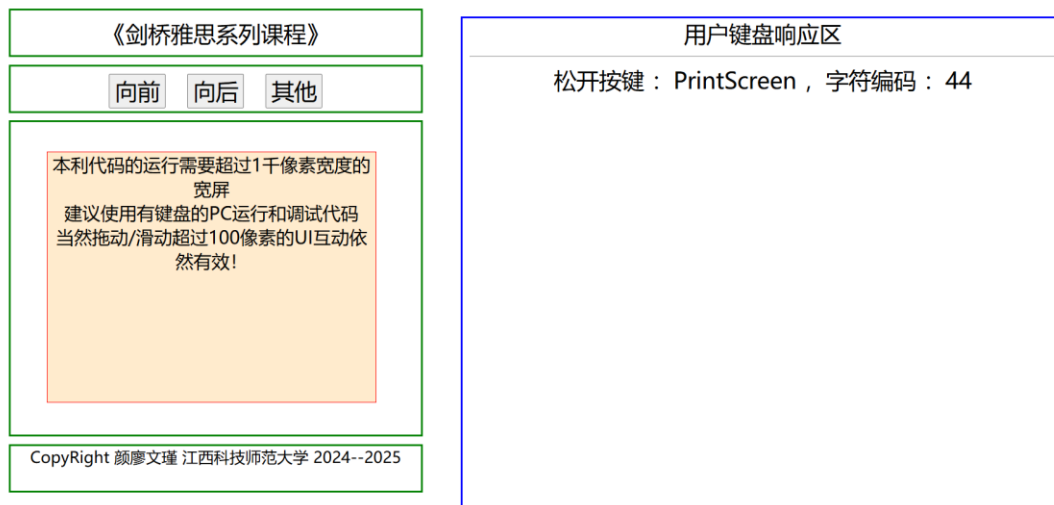 《剑桥雅思系列课程》
向前 向后 其他
本利代码的运行需要超过1千像素宽度的
宽屏
建议使用有键盘的PC运行和调试代码
当然拖动/滑动超过100像素的UI互动依
然有效!
CopyRight 颜廖文瑾 江西科技师范大学 2024--2025
用户键盘响应区
松开按键 : PrintScreen , 字符编码 : 44